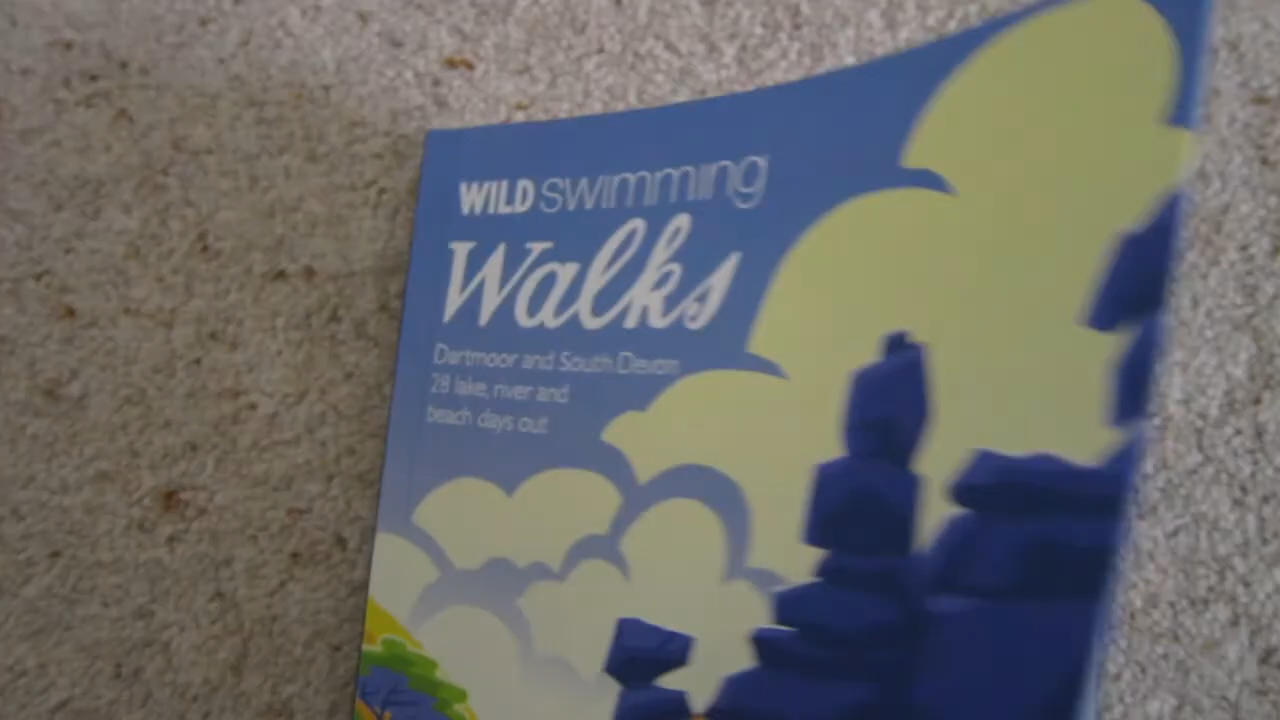 WILD swimming
Walks
Dartmoor and South Devon
28 lake, river and
beach days out